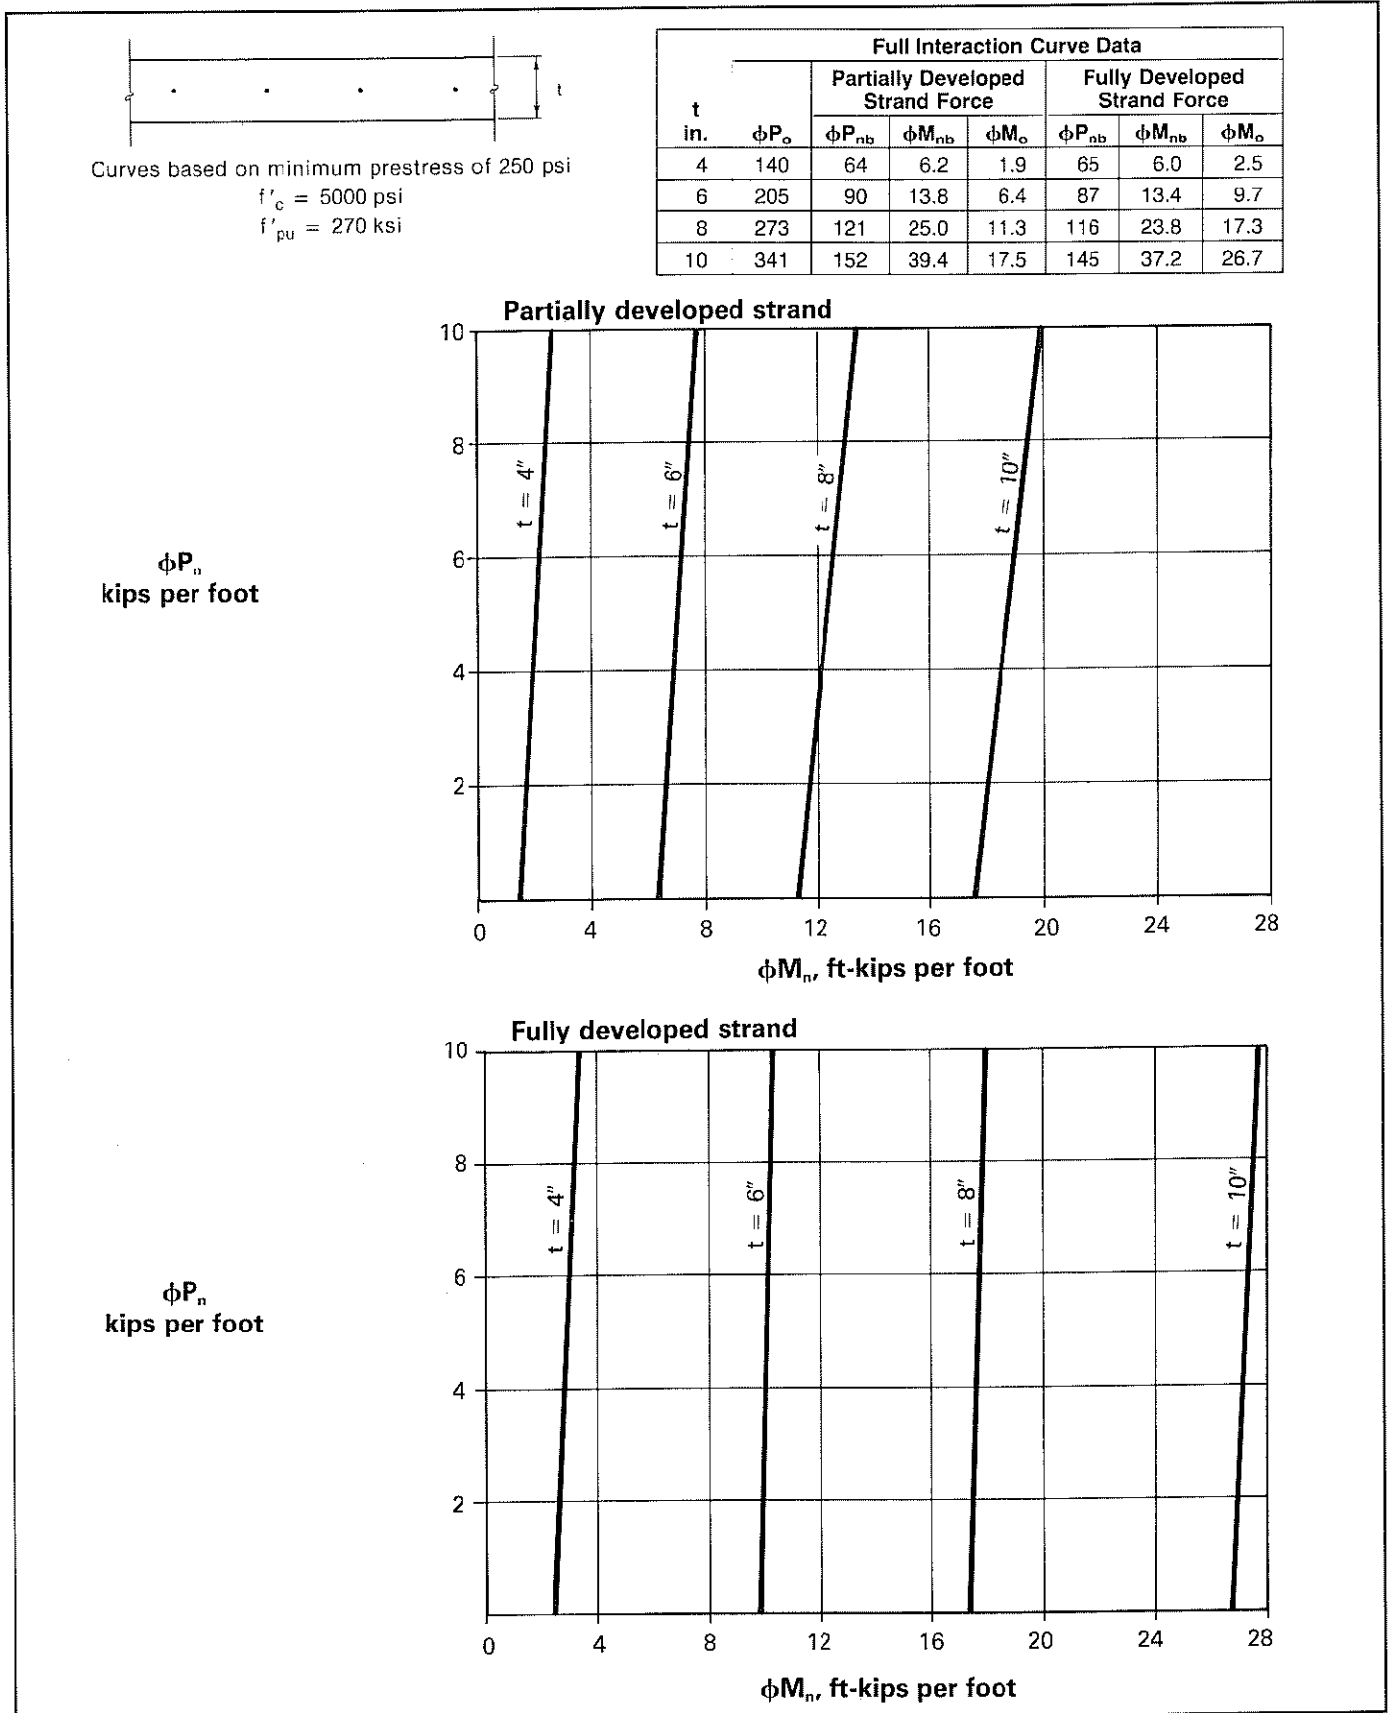 t
Curves based on minimum prestress of 250 psi
f'c = 5000 psi
f'pu = 270 ksi
Full Interaction Curve Data
Partially Developed Strand Force
Fully Developed Strand Force
t in. ϕPo ϕPnb ϕMnb ϕMo ϕPnb ϕMnb ϕMo
4 140 64 6.2 1.9 65 6.0 2.5
6 205 90 13.8 6.4 87 13.4 9.7
8 273 121 25.0 11.3 116 23.8 17.3
10 341 152 39.4 17.5 145 37.2 26.7
Partially developed strand
10
8
6
4
2
t = 4″
t = 6″
t = 8″
t = 10″
ϕPn
kips per foot
0 4 8 12 16 20 24 28
ϕMn, ft-kips per foot
Fully developed strand
10
8
6
4
2
t = 4″
t = 6″
t = 8″
t = 10″
ϕPn
kips per foot
0 4 8 12 16 20 24 28
ϕMn, ft-kips per foot